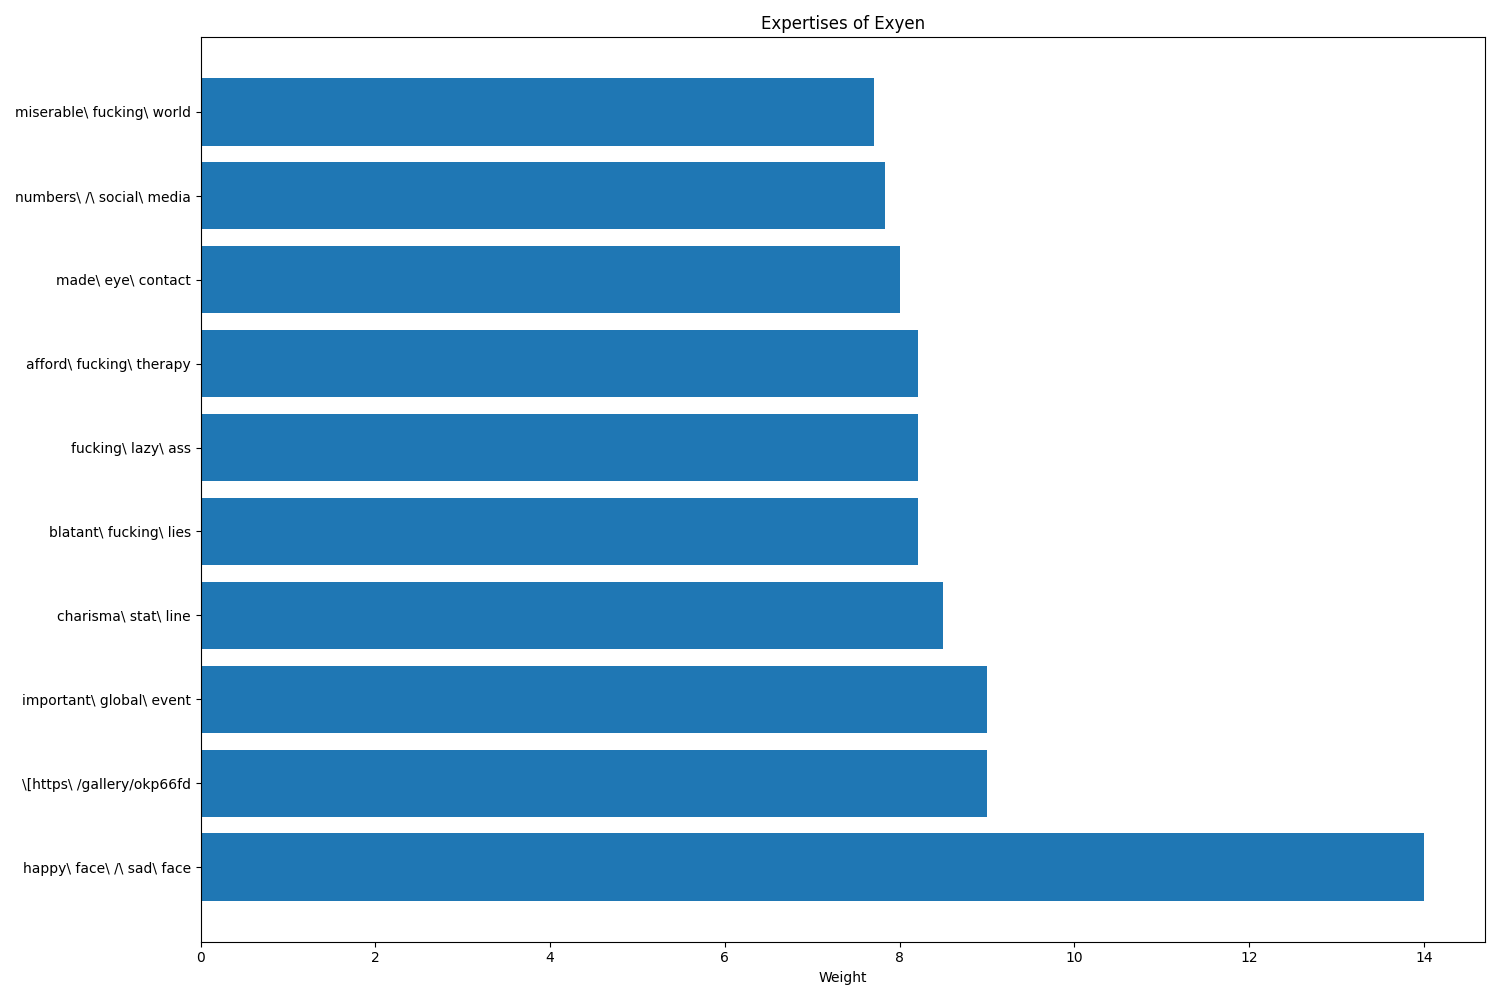 Expertises of Exyen
miserable\ fucking\ world
numbers\ /\ social\ media
made\ eye\ contact
afford\ fucking\ therapy
fucking\ lazy\ ass
blatant\ fucking\ lies
charisma\ stat\ line
important\ global\ event
\[https\ /gallery/okp66fd
happy\ face\ /\ sad\ face
0 2 4 6 8 10 12 14
Weight